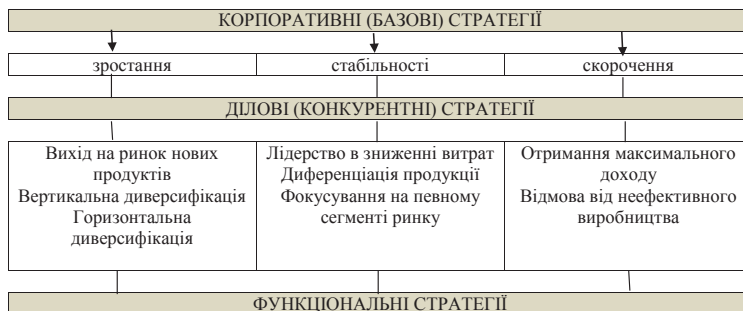 КОРПОРАТИВНІ (БАЗОВІ) СТРАТЕГІЇ
зростання
стабільності
скорочення
ДІЛОВІ (КОНКУРЕНТНІ) СТРАТЕГІЇ
Вихід на ринок нових
продуктів
Вертикальна диверсифікація
Горизонтальна
диверсифікація
Лідерство в зниженні витрат
Диференціація продукції
Фокусування на певному
сегменті ринку
Отримання максимального
доходу
Відмова від неефективного
виробництва
ФУНКЦІОНАЛЬНІ СТРАТЕГІЇ